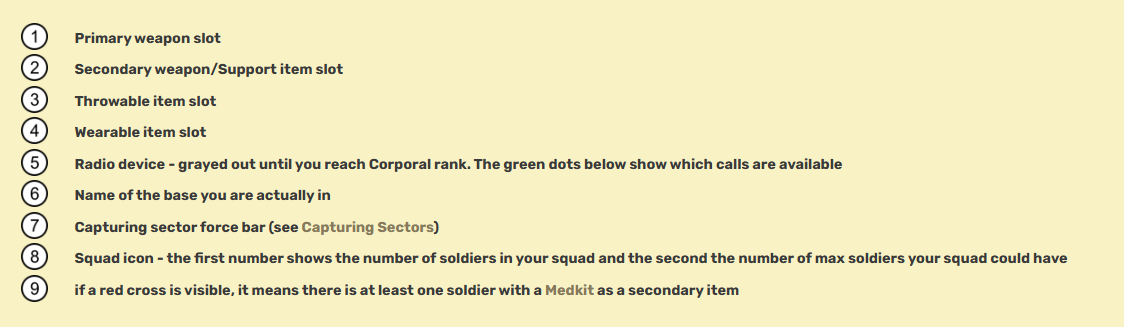 1 Primary weapon slot
2 Secondary weapon/Support item slot
3 Throwable item slot
4 Wearable item slot
5 Radio device - grayed out until you reach Corporal rank. The green dots below show which calls are available
6 Name of the base you are actually in
7 Capturing sector force bar (see Capturing Sectors)
8 Squad icon - the first number shows the number of soldiers in your squad and the second the number of max soldiers your squad could have
9 if a red cross is visible, it means there is at least one soldier with a Medkit as a secondary item